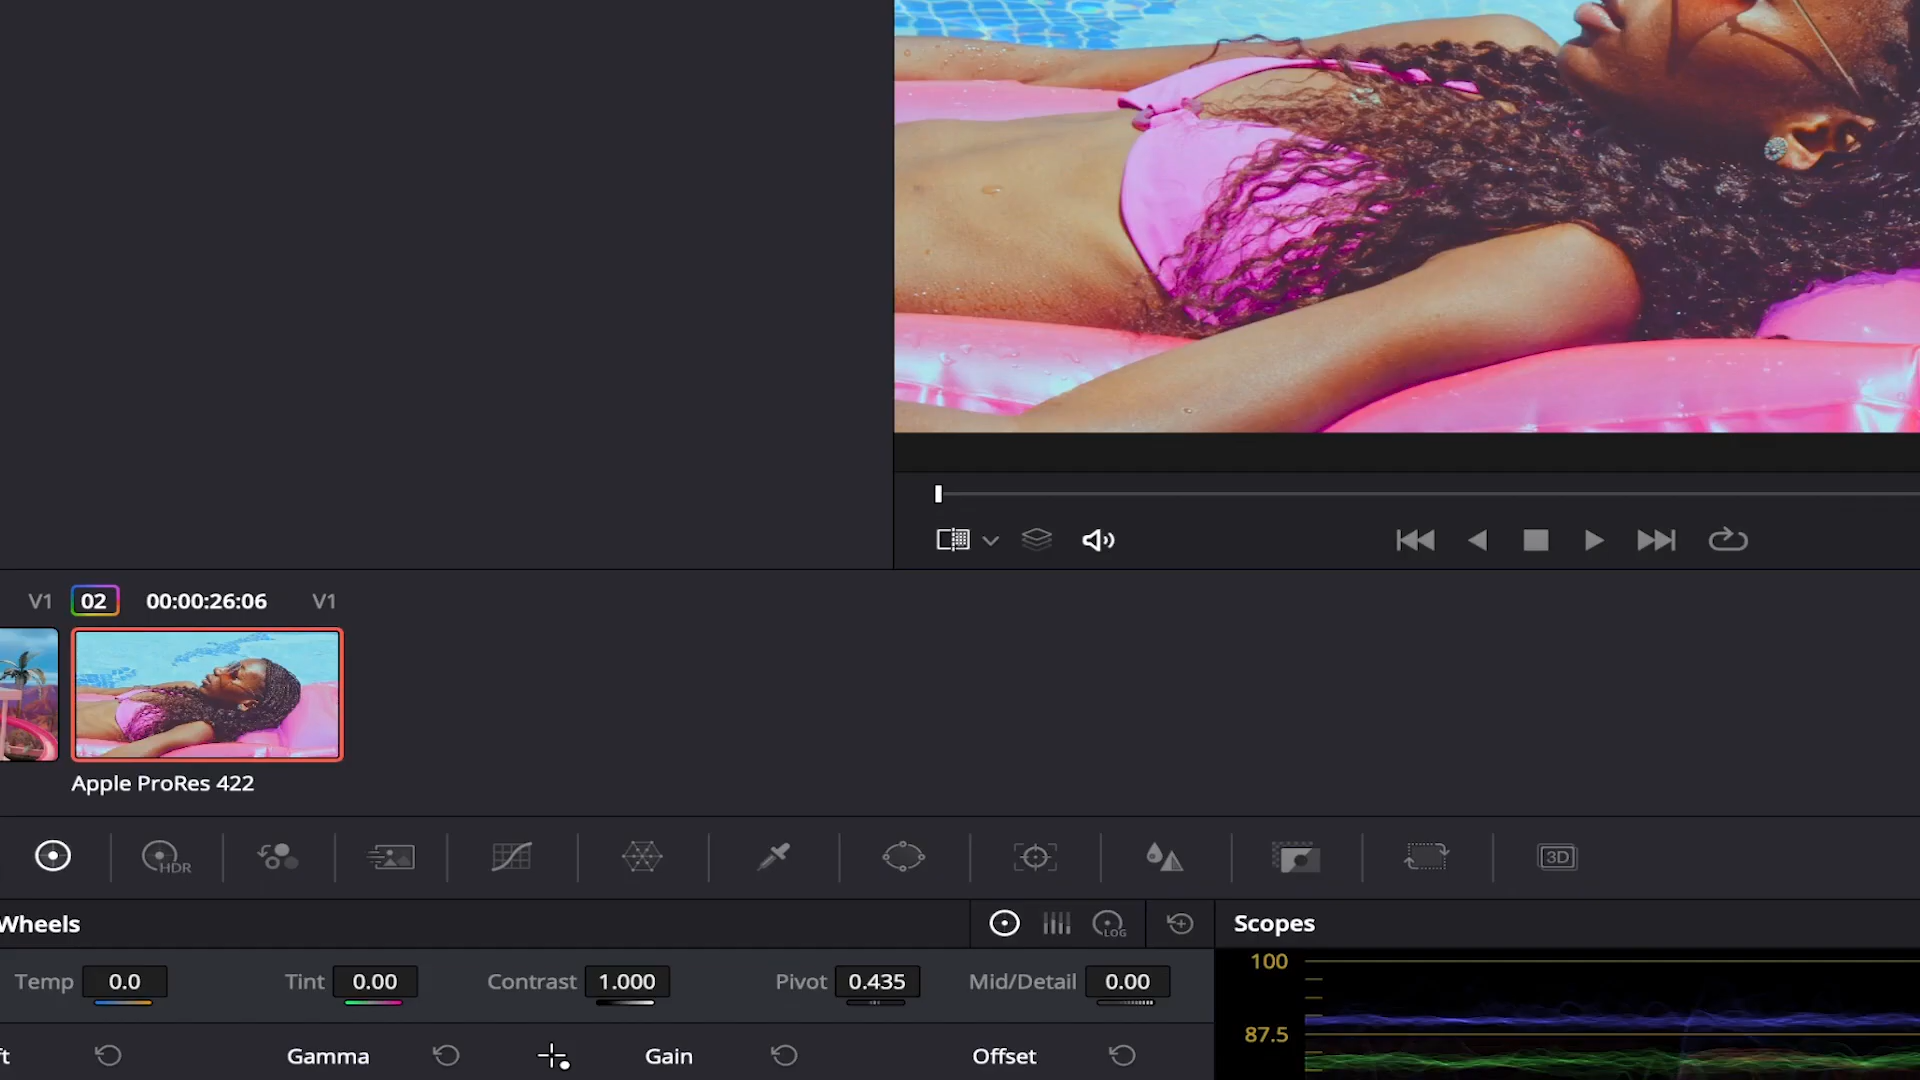 V1 02 00:00:26:06 V1
Apple ProRes 422
HDR 3D
Wheels LOG Scopes
100
Temp 0.0 Tint 0.00 Contrast 1.000 Pivot 0.435 Mid/Detail 0.00
87.5
Gamma Gain Offset